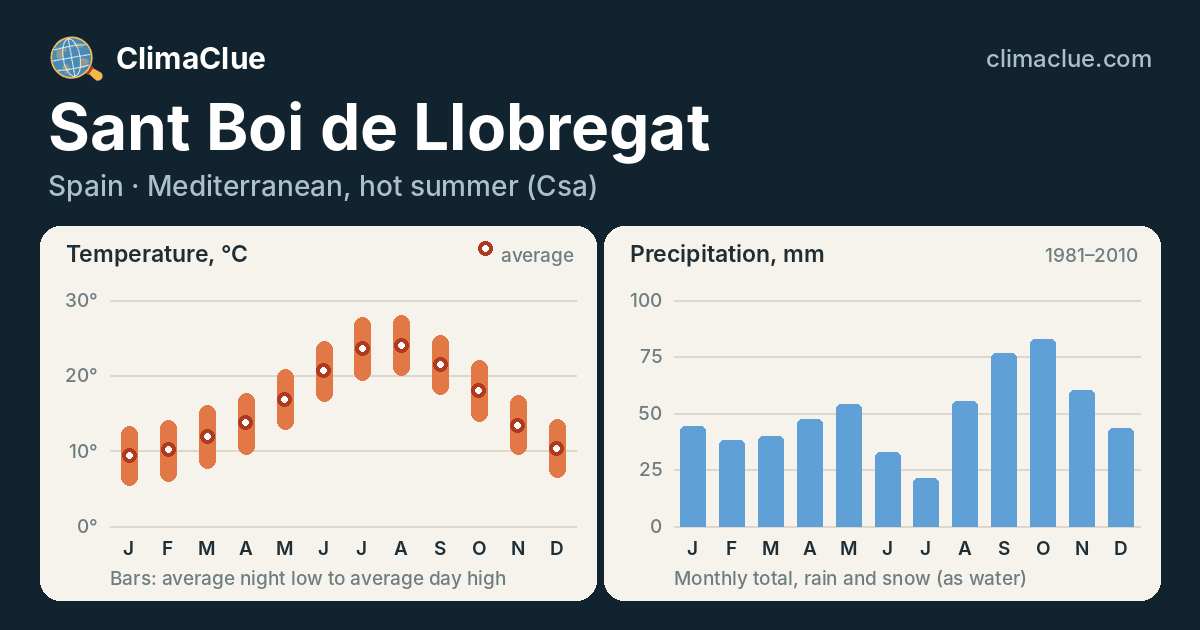 ClimaClue
climaclue.com
Sant Boi de Llobregat
Spain · Mediterranean, hot summer (Csa)
Temperature, °C
average
30°
20°
10°
0°
J F M A M J J A S O N D
Bars: average night low to average day high
Precipitation, mm
1981–2010
100
75
50
25
0
J F M A M J J A S O N D
Monthly total, rain and snow (as water)